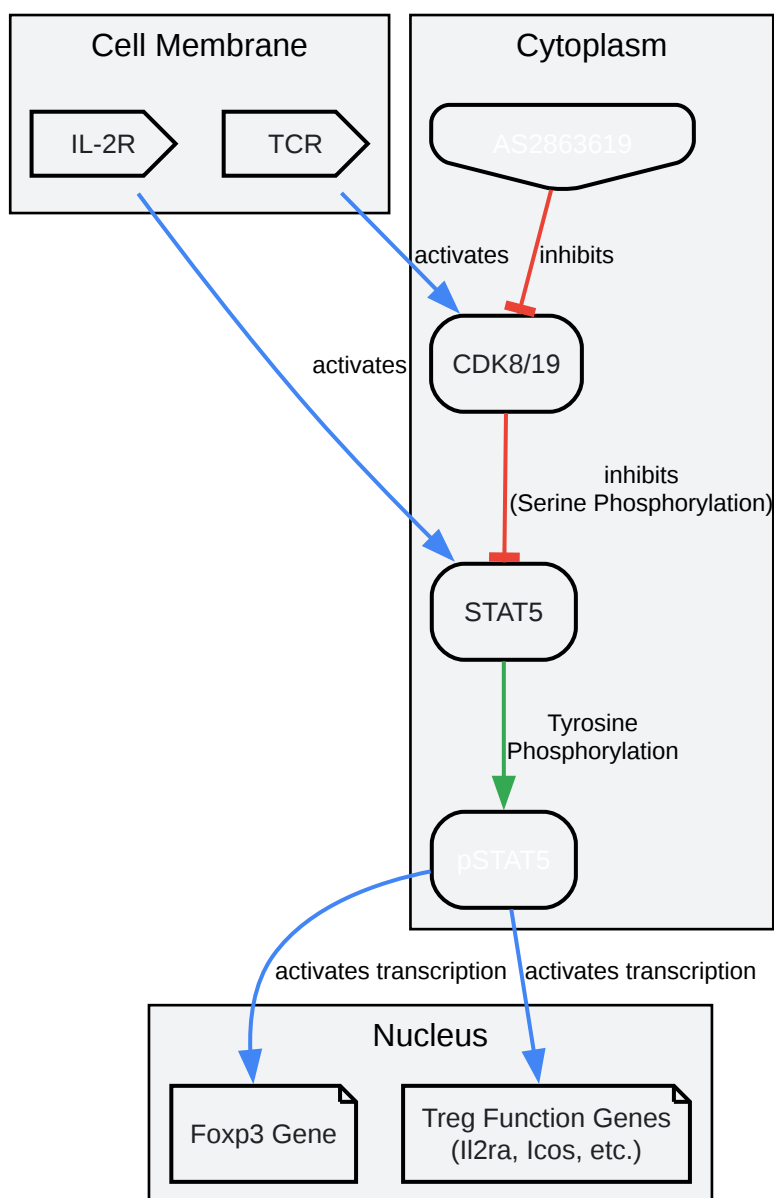 Cell Membrane
Cytoplasm
IL-2R
TCR
AS2863619
activates
inhibits
activates
CDK8/19
inhibits
(Serine Phosphorylation)
STAT5
Tyrosine
Phosphorylation
pSTAT5
activates transcription
activates transcription
Nucleus
Foxp3 Gene
Treg Function Genes
(Il2ra, Icos, etc.)